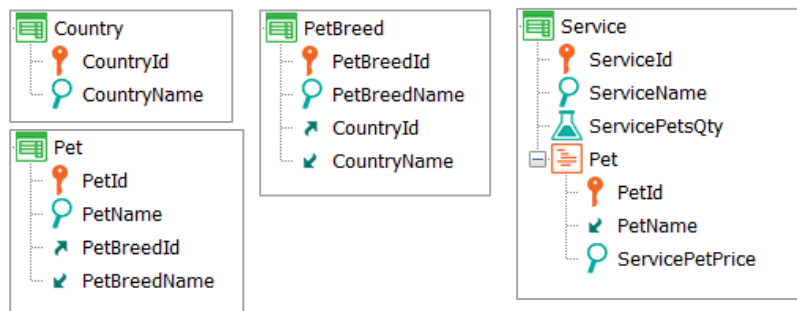 Country
CountryId
CountryName
Pet
PetId
PetName
PetBreedId
PetBreedName
PetBreed
PetBreedId
PetBreedName
CountryId
CountryName
Service
ServiceId
ServiceName
ServicePetsQty
Pet
PetId
PetName
ServicePetPrice